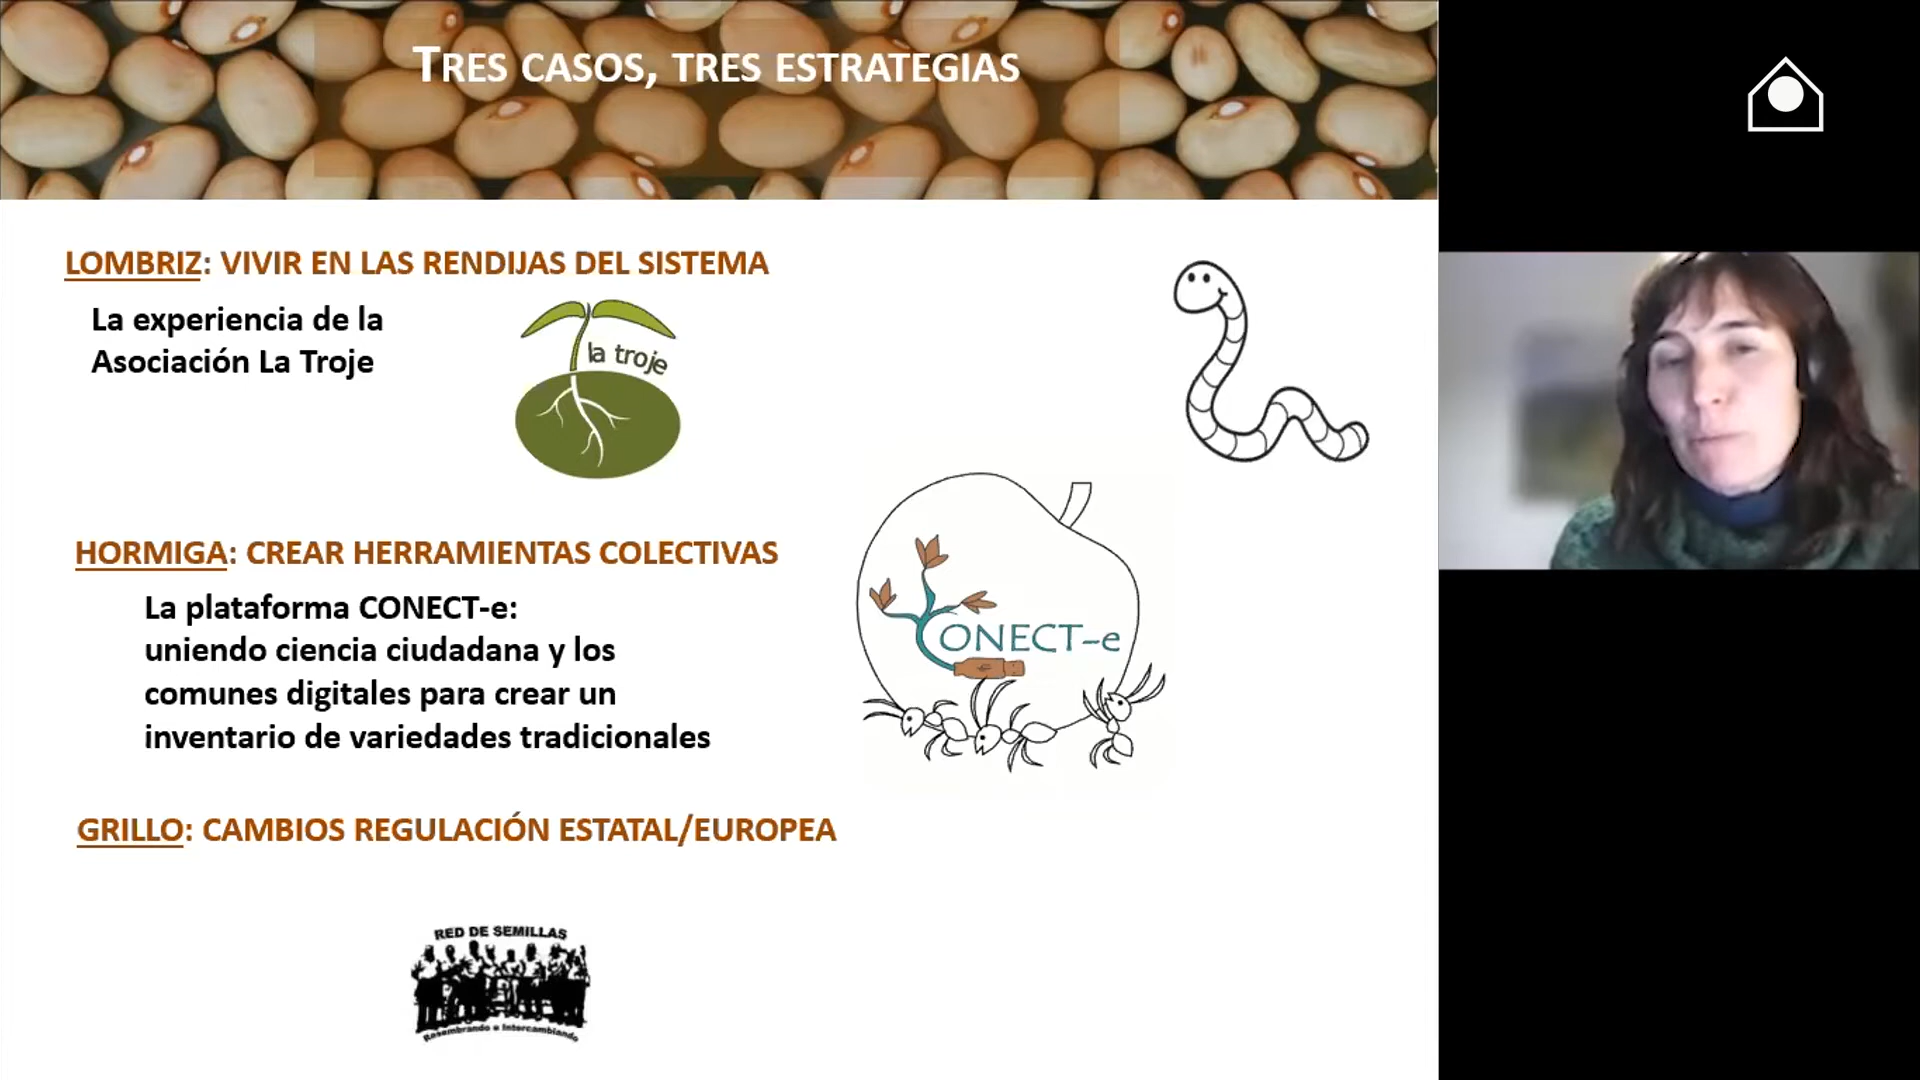 TRES CASOS, TRES ESTRATEGIAS
LOMBRIZ: VIVIR EN LAS RENDIJAS DEL SISTEMA
La experiencia de la
Asociación La Troje
la troje
HORMIGA: CREAR HERRAMIENTAS COLECTIVAS
La plataforma CONECT-e:
uniendo ciencia ciudadana y los
comunes digitales para crear un
inventario de variedades tradicionales
CONECT-e
GRILLO: CAMBIOS REGULACIÓN ESTATAL/EUROPEA
RED DE SEMILLAS
Resembrando e Intercambiando